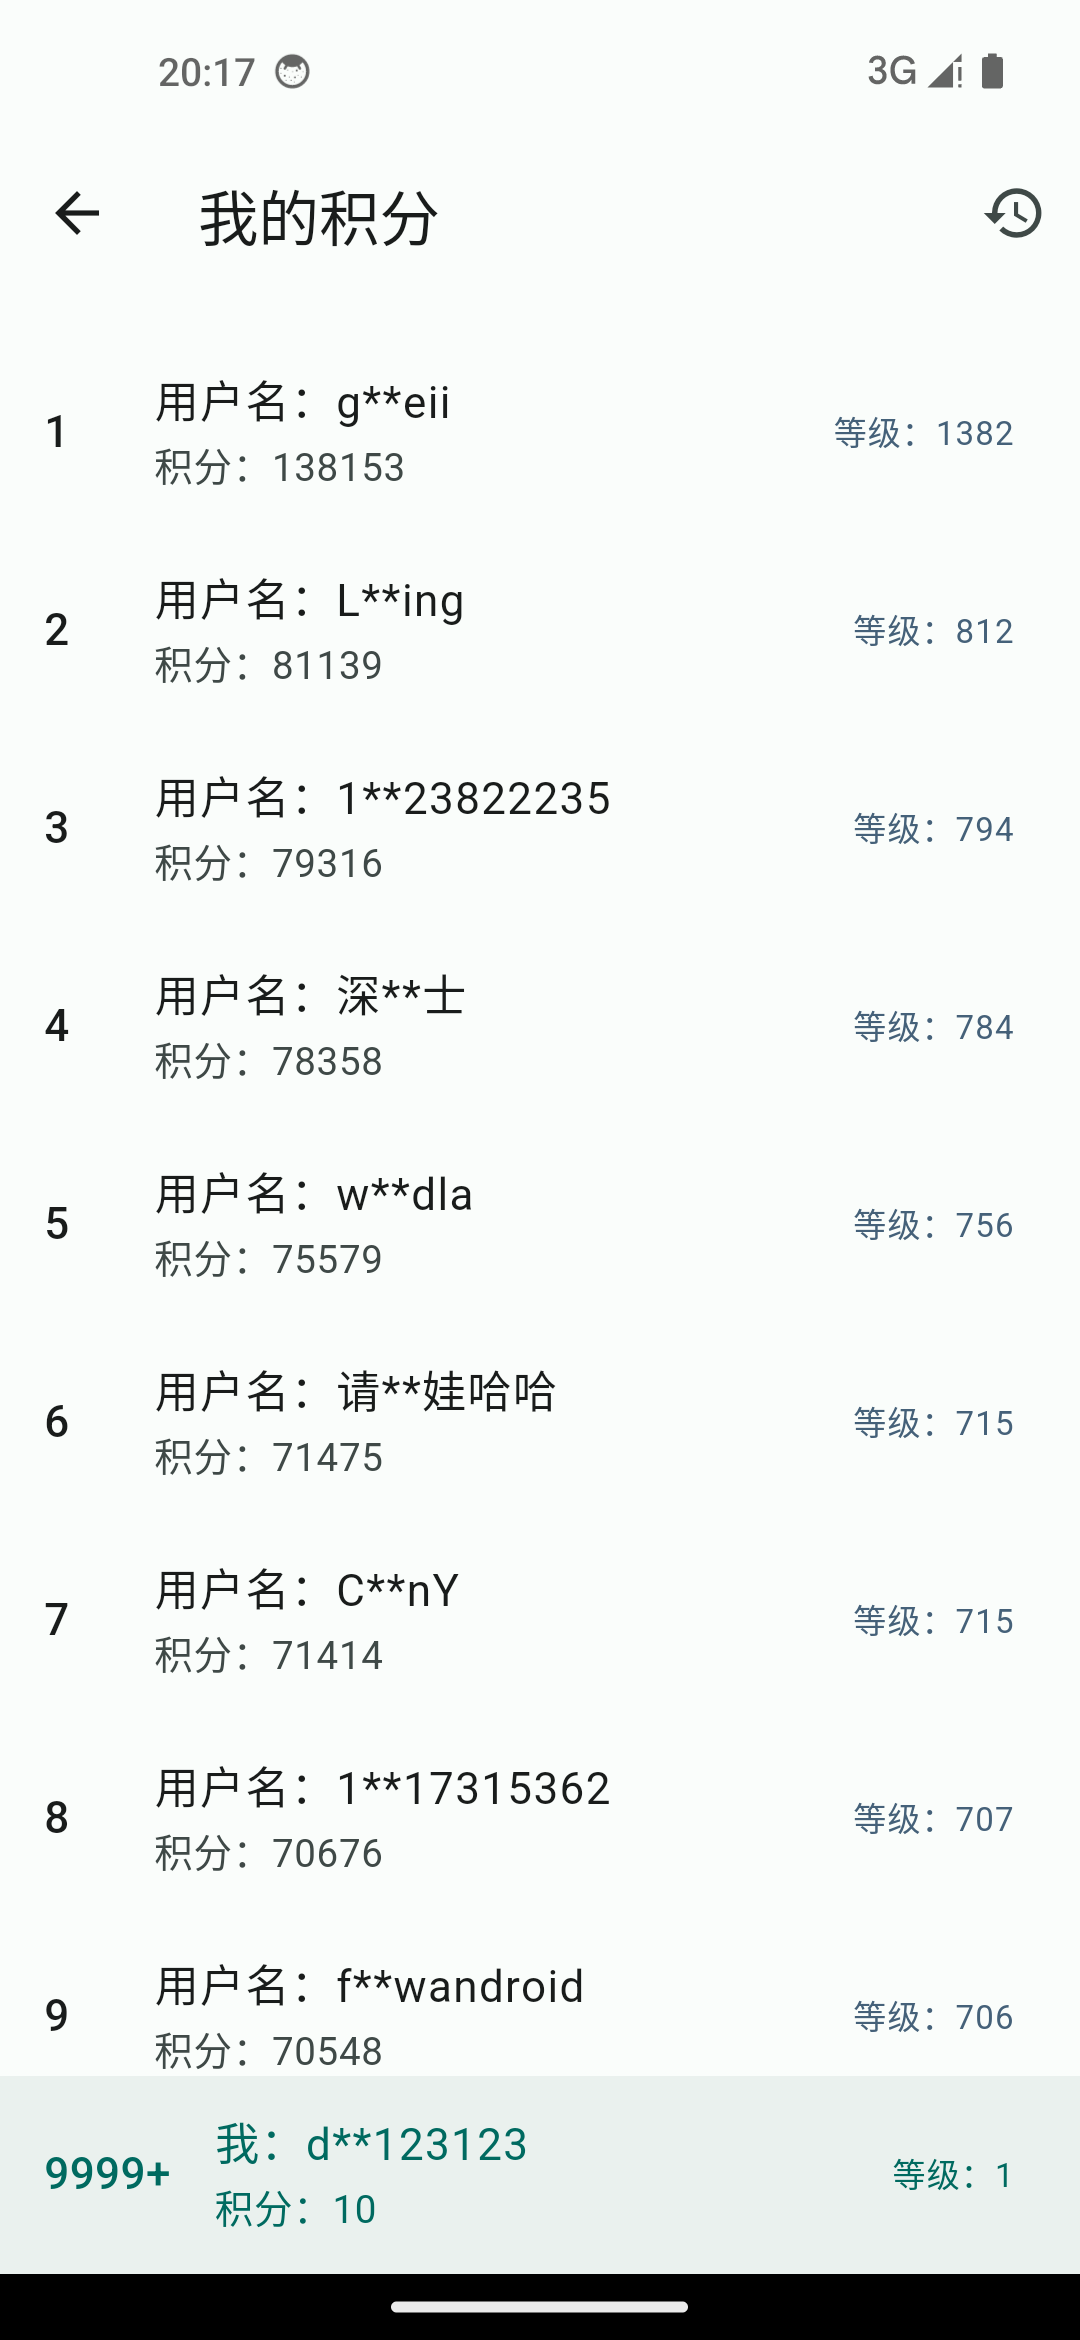 20:17
3G
我的积分
1
用户名：g**eii
积分：138153
等级：1382
2
用户名：L**ing
积分：81139
等级：812
3
用户名：1**23822235
积分：79316
等级：794
4
用户名：深**士
积分：78358
等级：784
5
用户名：w**dla
积分：75579
等级：756
6
用户名：请**娃哈哈
积分：71475
等级：715
7
用户名：C**nY
积分：71414
等级：715
8
用户名：1**17315362
积分：70676
等级：707
9
用户名：f**wandroid
积分：70548
等级：706
9999+
我：d**123123
积分：10
等级：1